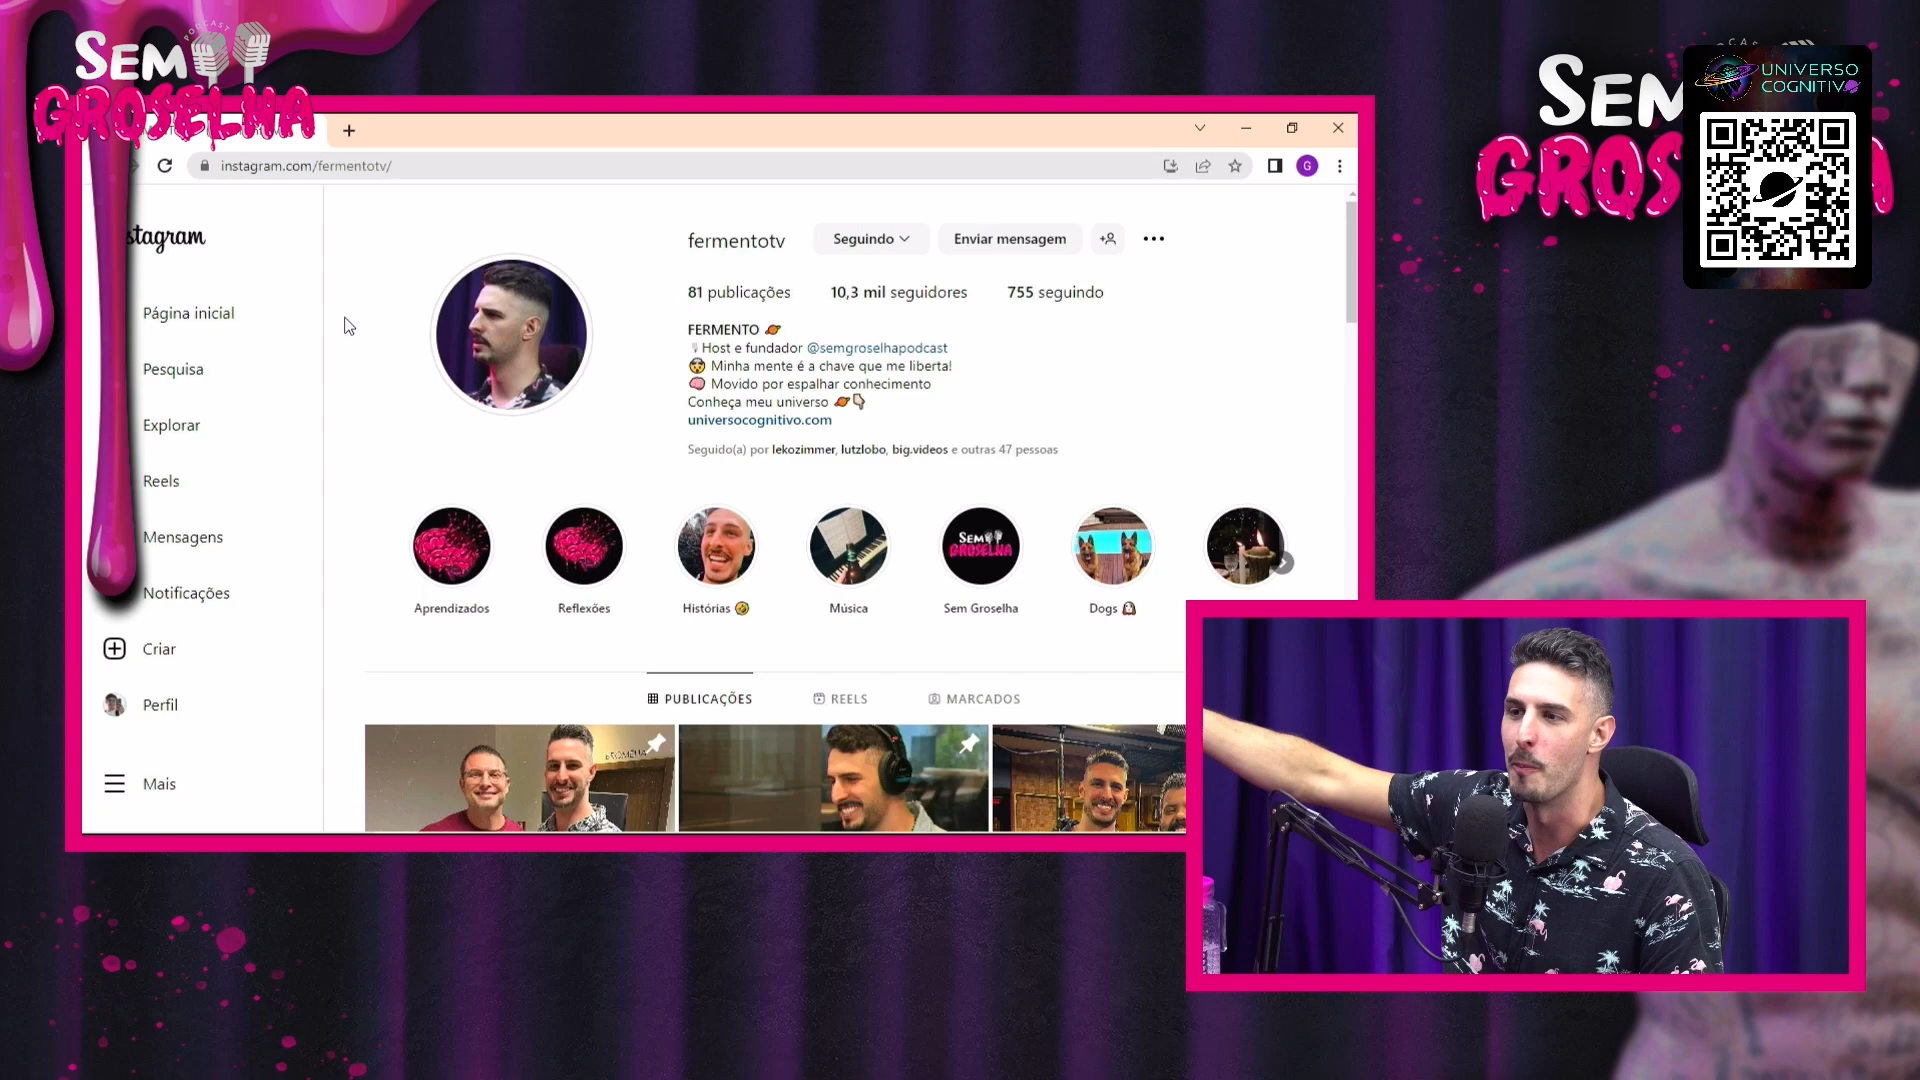 PODCAST
SEM
GROSELHA
SEM
GROS
UNIVERSO
COGNITIVO
instagram.com/fermentotv/
G
stagram
Página inicial
Pesquisa
Explorar
Reels
Mensagens
Notificações
Criar
Perfil
Mais
fermentotv
Seguindo
Enviar mensagem
81 publicações
10,3 mil seguidores
755 seguindo
FERMENTO
Host e fundador @semgroselhapodcast
Minha mente é a chave que me liberta!
Movido por espalhar conhecimento
Conheça meu universo
universocognitivo.com
Seguido(a) por lekozimmer, lutzlobo, big.videos e outras 47 pessoas
SEM
GROSELHA
Aprendizados
Reflexões
Histórias
Música
Sem Groselha
Dogs
PUBLICAÇÕES
REELS
MARCADOS